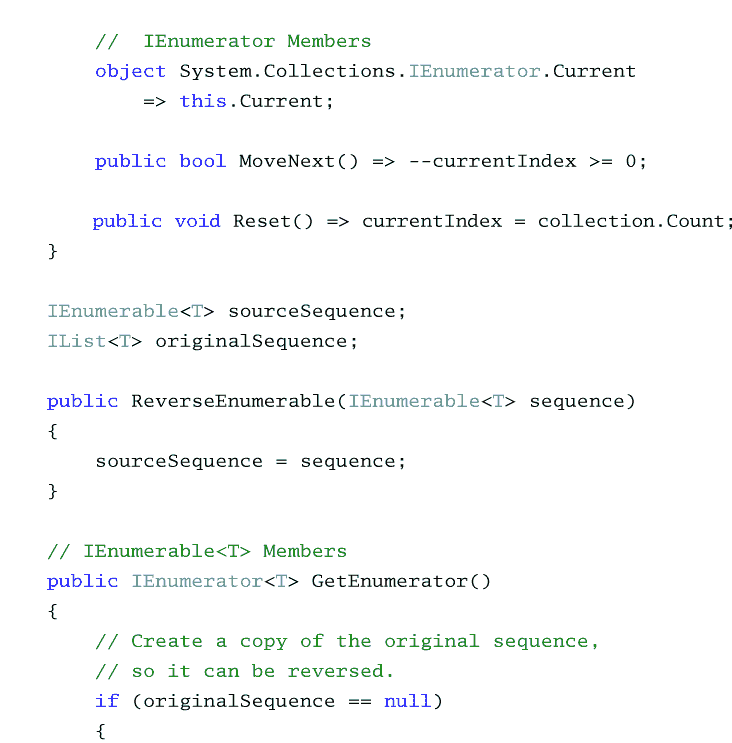 //  IEnumerator Members
    object System.Collections.IEnumerator.Current
        => this.Current;

    public bool MoveNext() => --currentIndex >= 0;

    public void Reset() => currentIndex = collection.Count;
}

IEnumerable<T> sourceSequence;
IList<T> originalSequence;

public ReverseEnumerable(IEnumerable<T> sequence)
{
    sourceSequence = sequence;
}

// IEnumerable<T> Members
public IEnumerator<T> GetEnumerator()
{
    // Create a copy of the original sequence,
    // so it can be reversed.
    if (originalSequence == null)
    {